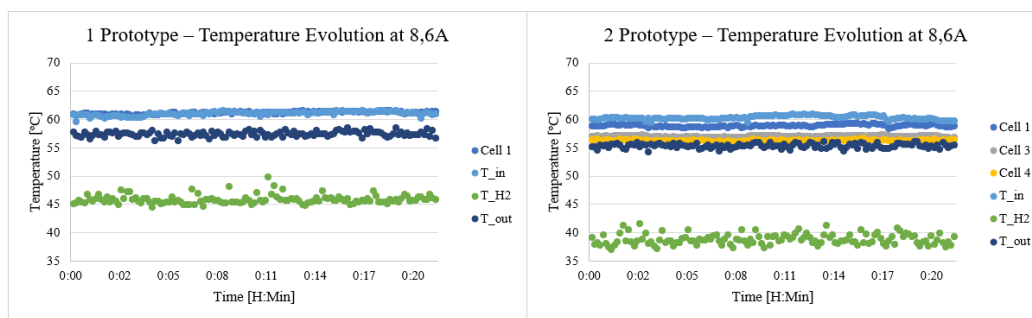 1 Prototype – Temperature Evolution at 8,6A
70
65
60
55
50
45
40
35
Temperature [ºC]
0:00 0:02 0:05 0:08 0:11 0:14 0:17 0:20
Time [H:Min]
Cell 1
T_in
T_H2
T_out
2 Prototype – Temperature Evolution at 8,6A
70
65
60
55
50
45
40
35
Temperature [ºC]
0:00 0:02 0:05 0:08 0:11 0:14 0:17 0:20
Time [H:Min]
Cell 1
Cell 3
Cell 4
T_in
T_H2
T_out